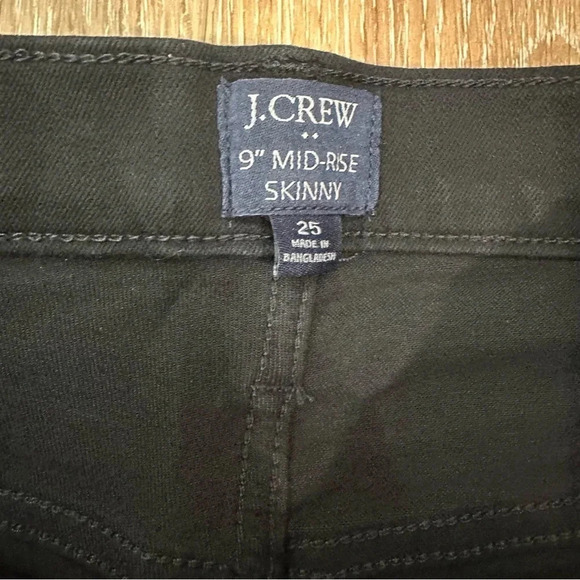 J.CREW
9" MID-RISE
SKINNY
25
MADE IN
BANGLADESH